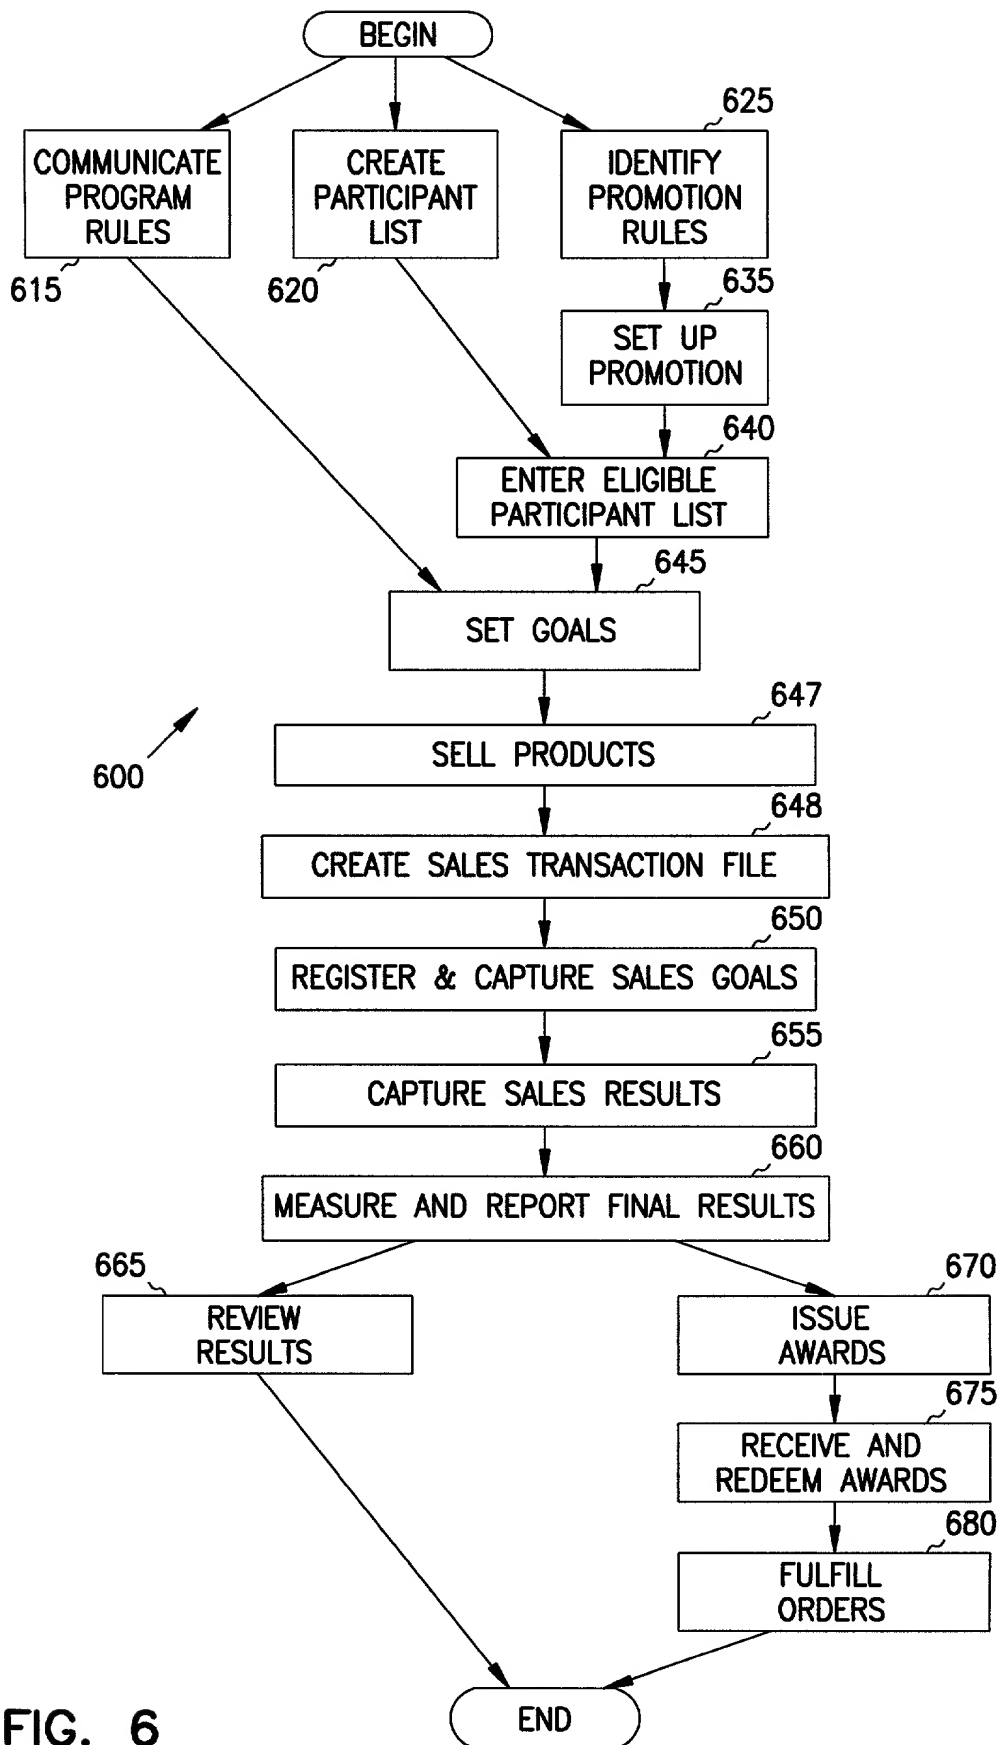 BEGIN
625
COMMUNICATE
PROGRAM
RULES
CREATE
PARTICIPANT
LIST
IDENTIFY
PROMOTION
RULES
615
620
635
SET UP
PROMOTION
640
ENTER ELIGIBLE
PARTICIPANT LIST
645
SET GOALS
647
600
SELL PRODUCTS
648
CREATE SALES TRANSACTION FILE
650
REGISTER & CAPTURE SALES GOALS
655
CAPTURE SALES RESULTS
660
MEASURE AND REPORT FINAL RESULTS
665
REVIEW
RESULTS
670
ISSUE
AWARDS
675
RECEIVE AND
REDEEM AWARDS
680
FULFILL
ORDERS
END
FIG. 6